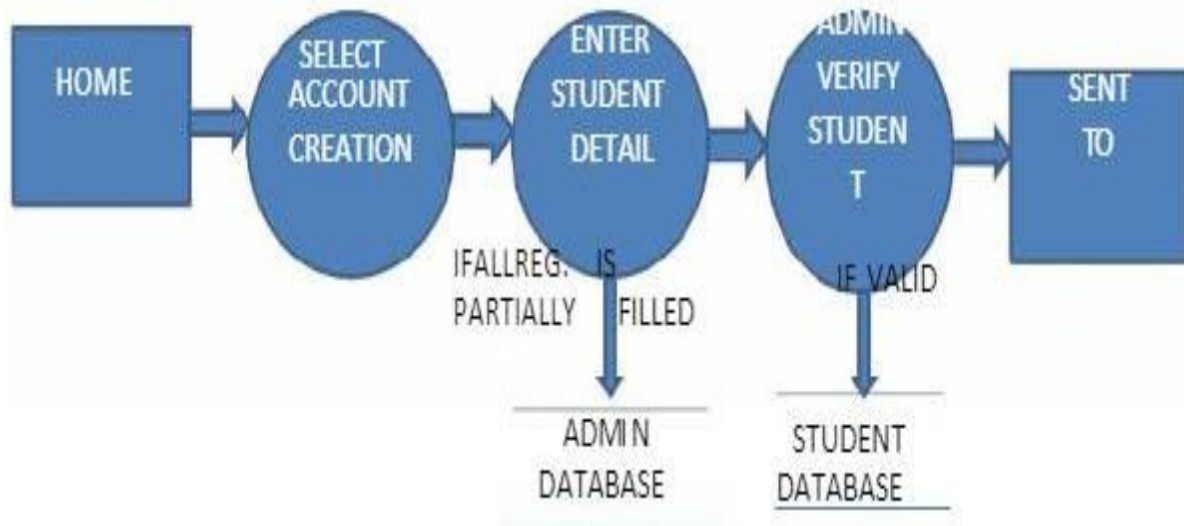 HOME
SELECT
ACCOUNT
CREATION
ENTER
STUDENT
DETAIL
ADMIN
VERIFY
STUDEN
T
SENT
TO
IFALLREG. IS
PARTIALLY FILLED
IF VALID
ADMIN
DATABASE
STUDENT
DATABASE